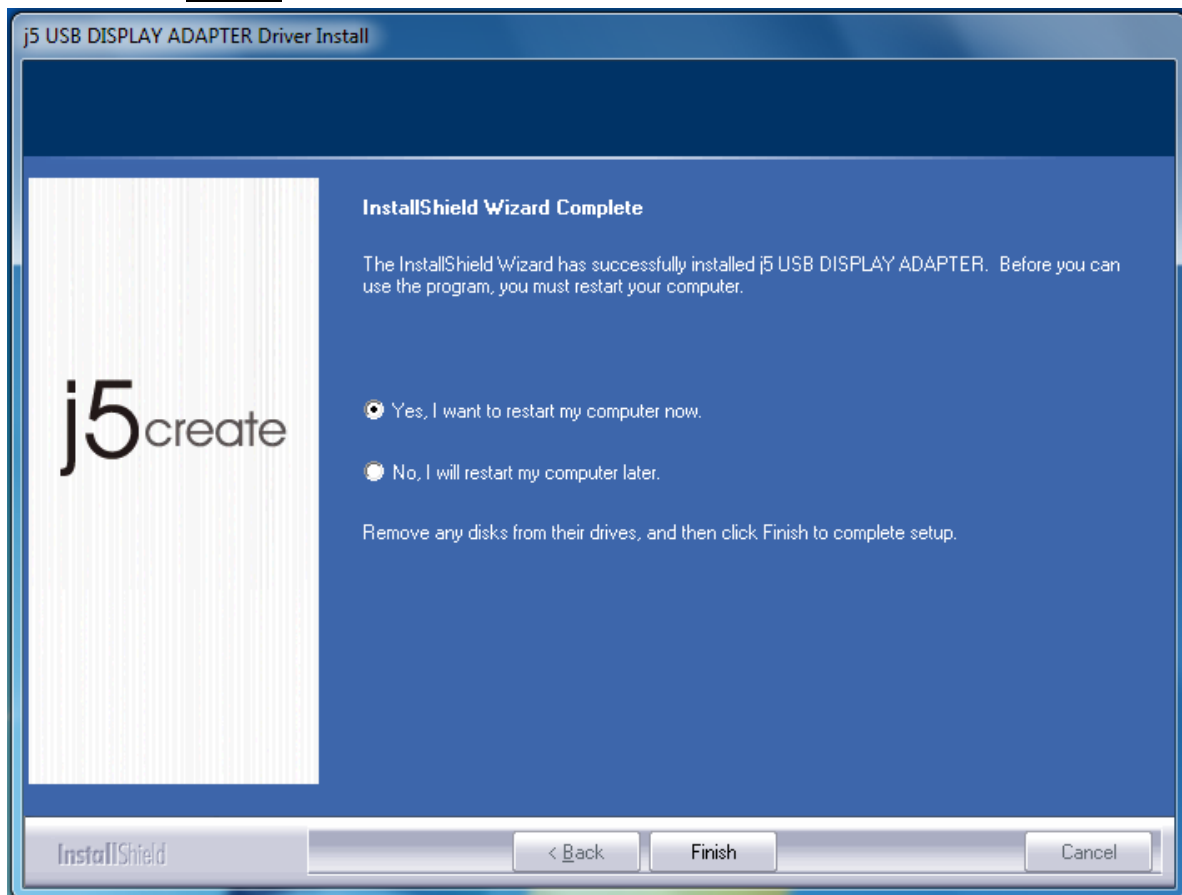 j5 USB DISPLAY ADAPTER Driver Install
InstallShield Wizard Complete
The InstallShield Wizard has successfully installed j5 USB DISPLAY ADAPTER. Before you can
use the program, you must restart your computer.
j5create
Yes, I want to restart my computer now.
No, I will restart my computer later.
Remove any disks from their drives, and then click Finish to complete setup.
InstallShield
< Back
Finish
Cancel